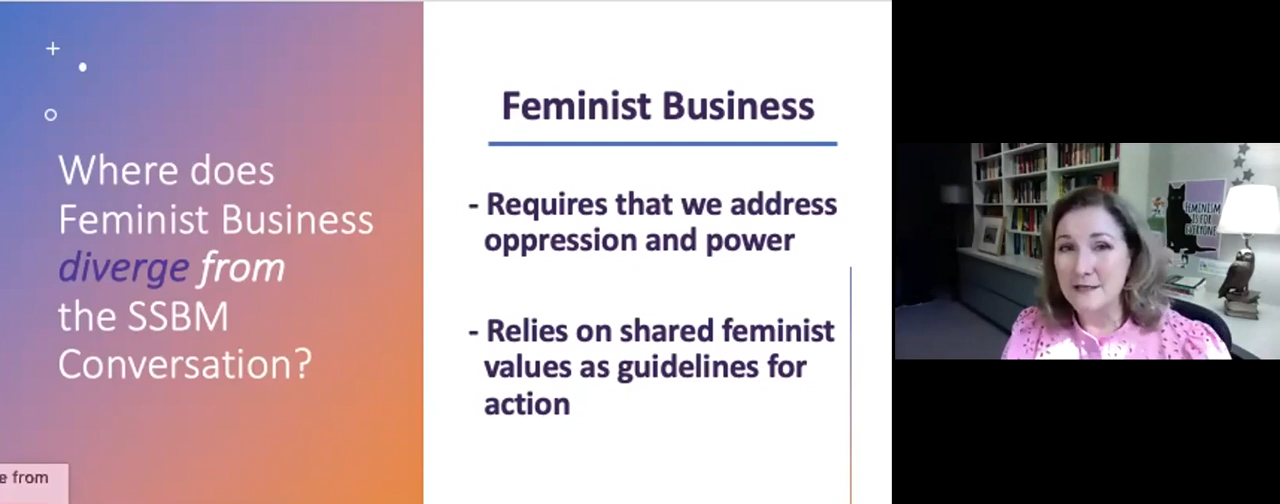 Where does
Feminist Business
diverge from
the SSBM
Conversation?
Feminist Business
- Requires that we address
oppression and power
- Relies on shared feminist
values as guidelines for
action
e from
FEMINISM
IS FOR
EVERYONE